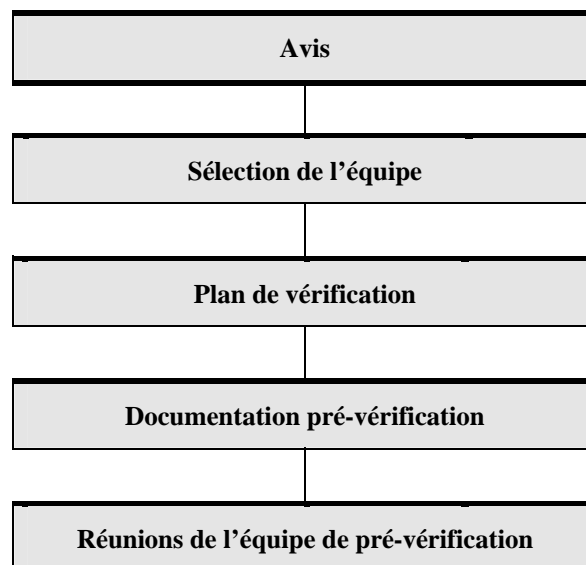 Avis
Sélection de l’équipe
Plan de vérification
Documentation pré-vérification
Réunions de l’équipe de pré-vérification